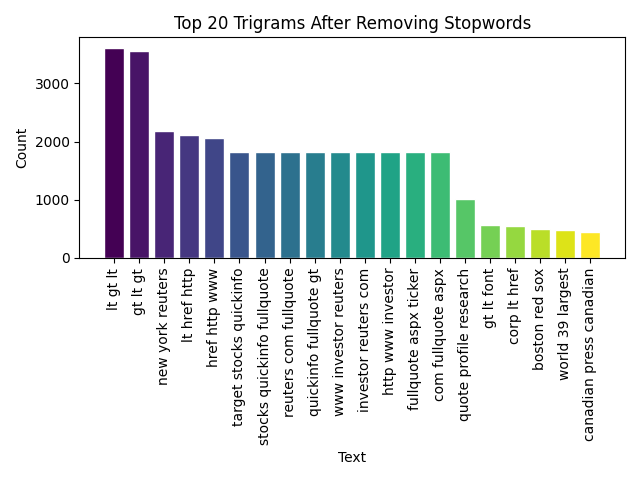 Top 20 Trigrams After Removing Stopwords
Count
3000
2000
1000
0
lt gt lt
gt lt gt
new york reuters
lt href http
href http www
target stocks quickinfo
stocks quickinfo fullquote
reuters com fullquote
quickinfo fullquote gt
www investor reuters
investor reuters com
http www investor
fullquote aspx ticker
com fullquote aspx
quote profile research
gt lt font
corp lt href
boston red sox
world 39 largest
canadian press canadian
Text